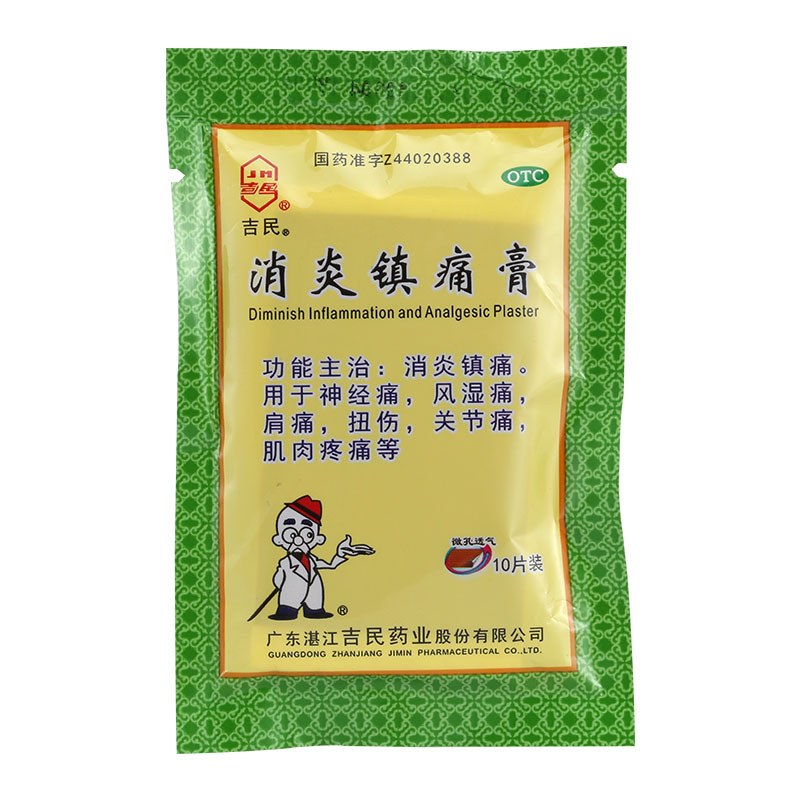 国药准字Z44020388
OTC
JM
吉民
®
吉民®
消炎镇痛膏
Diminish Inflammation and Analgesic Plaster
功能主治：消炎镇痛。
用于神经痛，风湿痛，
肩痛，扭伤，关节痛，
肌肉疼痛等
微孔透气
10片装
®
广东湛江吉民药业股份有限公司
GUANGDONG ZHANJIANG JIMIN PHARMACEUTICAL CO.,LTD.